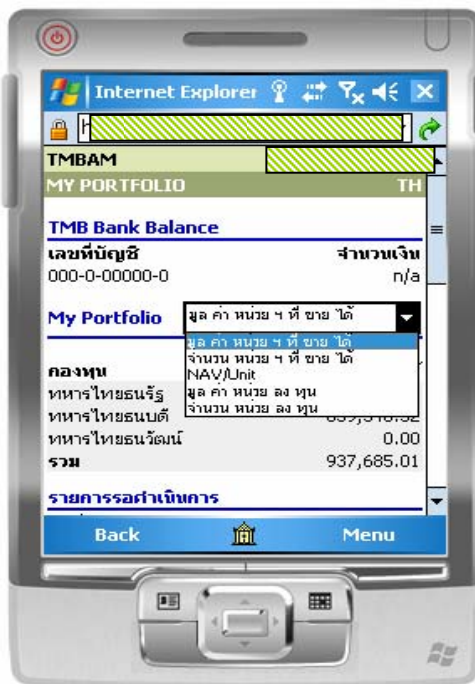 Internet Explorer
TMBAM
MY PORTFOLIO TH
TMB Bank Balance
เลขที่บัญชี จำนวนเงิน
000-0-00000-0 n/a
My Portfolio มูล ค่า หน่วย ฯ ที่ ขาย ได้
มูล ค่า หน่วย ฯ ที่ ขาย ได้
จำนวน หน่วย ฯ ที่ ขาย ได้
กองทุน NAV/Unit
ทหารไทยธนรัฐ มูล ค่า หน่วย ลง ทุน
จำนวน หน่วย ลง ทุน
ทหารไทยธนบดี
ทหารไทยธนวัฒน์ 0.00
รวม 937,685.01
รายการรอดำเนินการ
Back Menu